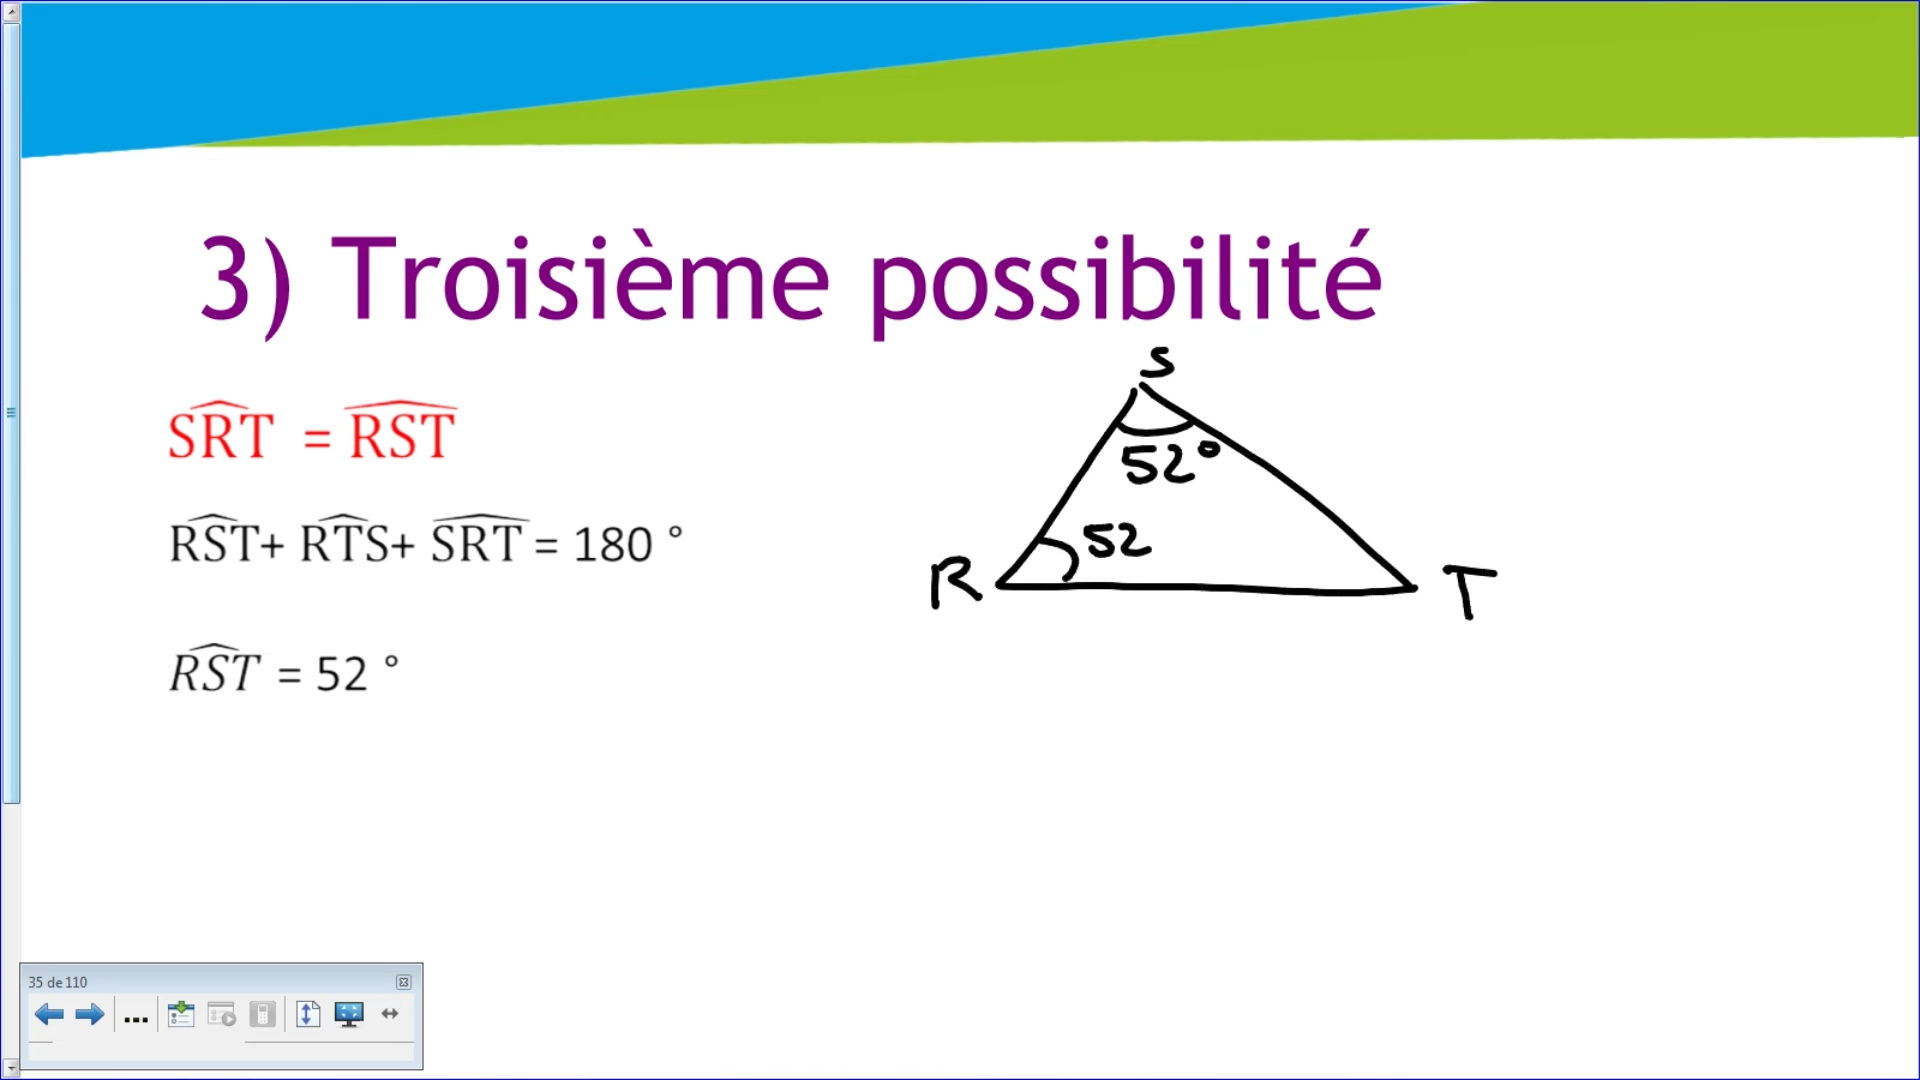 3) Troisième possibilité
SRT = RST
RST+ RTS+ SRT = 180 °
RST = 52 °
S
52°
52
R
T
35 de 110
...